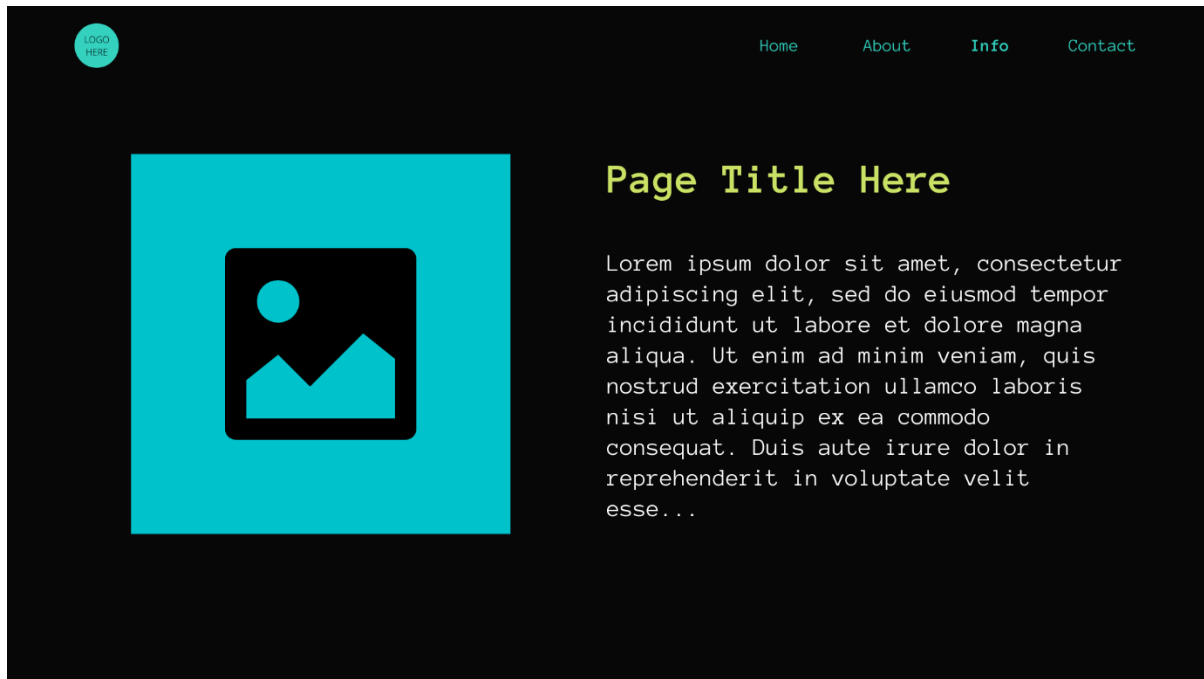 LOGO
HERE
Home About Info Contact
Page Title Here
Lorem ipsum dolor sit amet, consectetur
adipiscing elit, sed do eiusmod tempor
incididunt ut labore et dolore magna
aliqua. Ut enim ad minim veniam, quis
nostrud exercitation ullamco laboris
nisi ut aliquip ex ea commodo
consequat. Duis aute irure dolor in
reprehenderit in voluptate velit
esse...